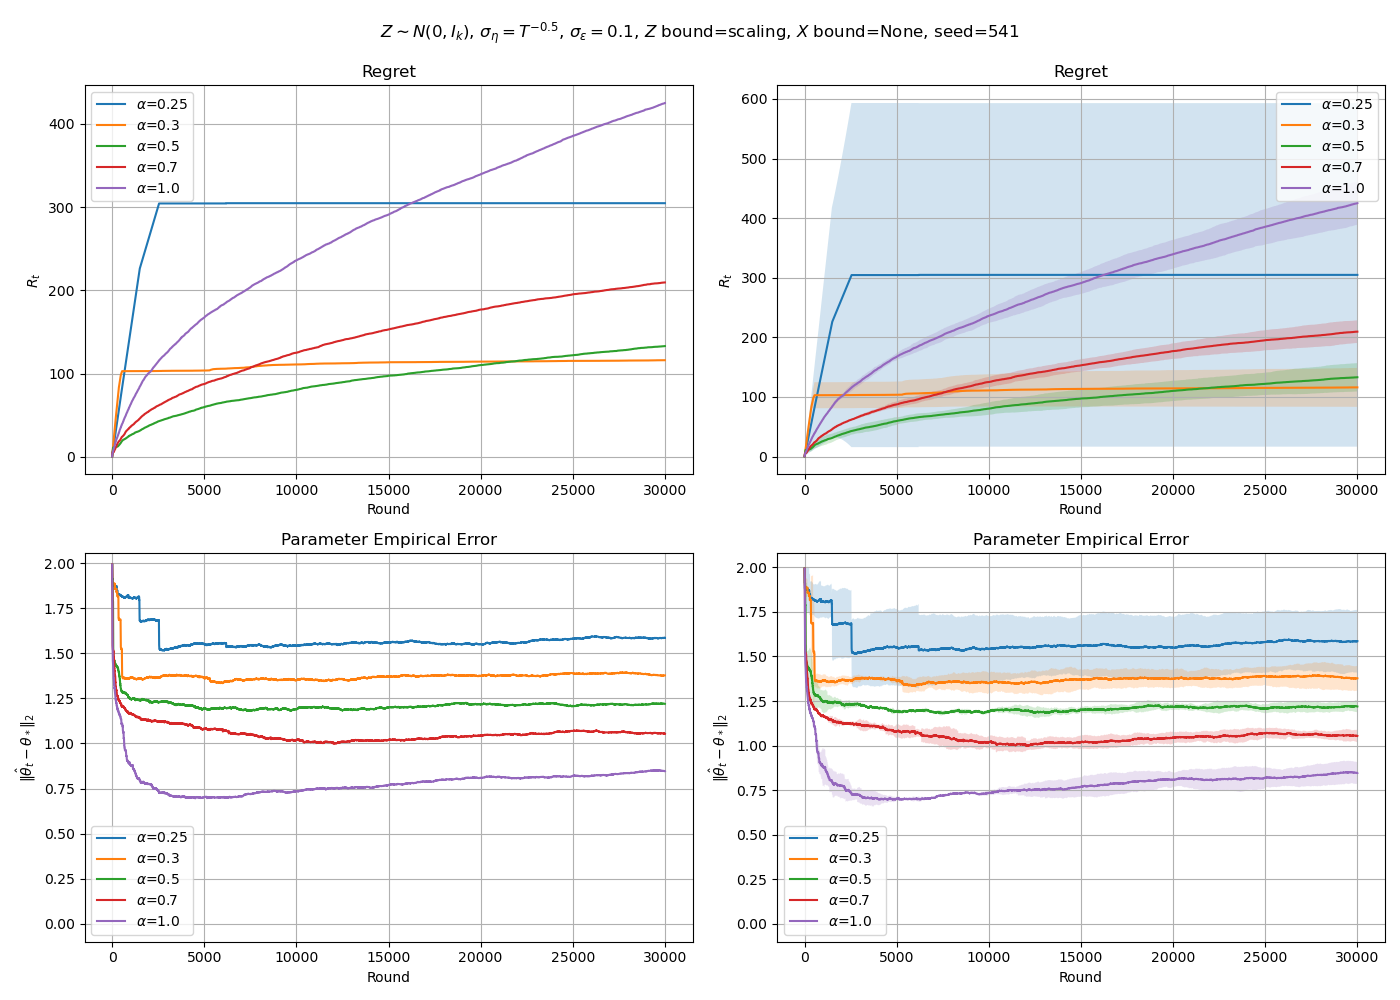 Z ∼ N(0, I_k), σ_η = T^{−0.5}, σ_ε = 0.1, Z bound=scaling, X bound=None, seed=541
Regret
400
300
200
100
0
R_t
α=0.25
α=0.3
α=0.5
α=0.7
α=1.0
0 5000 10000 15000 20000 25000 30000
Round
Regret
600
500
400
300
200
100
0
R_t
α=0.25
α=0.3
α=0.5
α=0.7
α=1.0
0 5000 10000 15000 20000 25000 30000
Round
Parameter Empirical Error
2.00
1.75
1.50
1.25
1.00
0.75
0.50
0.25
0.00
‖θ̂_t − θ_*‖_2
α=0.25
α=0.3
α=0.5
α=0.7
α=1.0
0 5000 10000 15000 20000 25000 30000
Round
Parameter Empirical Error
2.00
1.75
1.50
1.25
1.00
0.75
0.50
0.25
0.00
‖θ̂_t − θ_*‖_2
α=0.25
α=0.3
α=0.5
α=0.7
α=1.0
0 5000 10000 15000 20000 25000 30000
Round